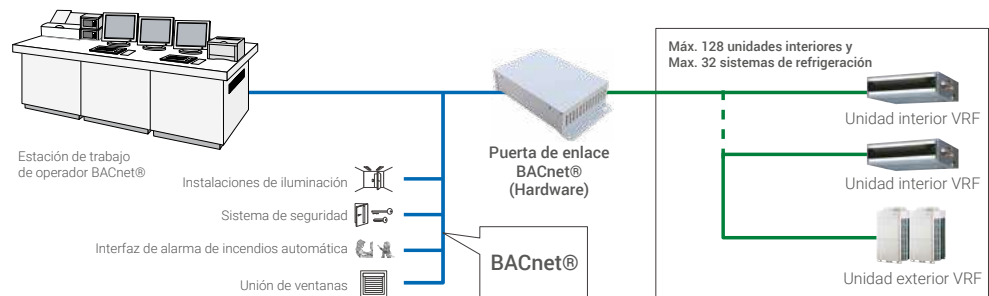 Estación de trabajo
de operador BACnet®
Instalaciones de iluminación
Sistema de seguridad
Interfaz de alarma de incendios automática
Unión de ventanas
BACnet®
Puerta de enlace
BACnet®
(Hardware)
Máx. 128 unidades interiores y
Max. 32 sistemas de refrigeración
Unidad interior VRF
Unidad interior VRF
Unidad exterior VRF